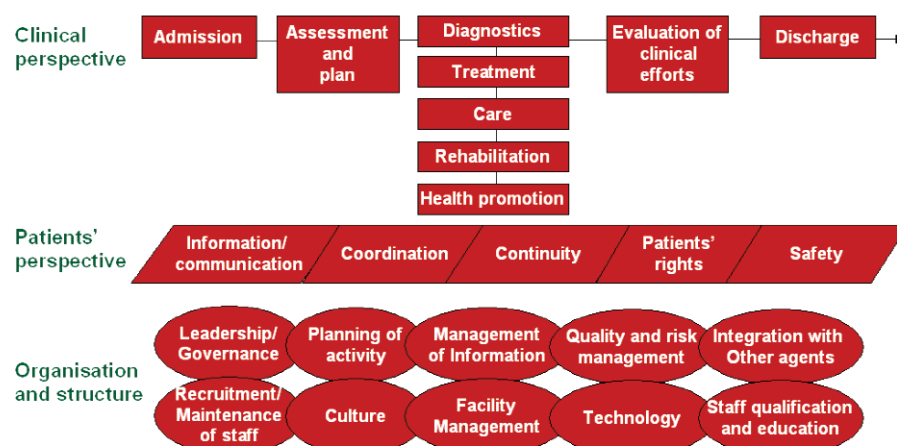 Clinical
perspective
Admission
Assessment
and
plan
Diagnostics
Treatment
Care
Rehabilitation
Health promotion
Evaluation of
clinical
efforts
Discharge
Patients'
perspective
Information/
communication
Coordination
Continuity
Patients'
rights
Safety
Organisation
and structure
Leadership/
Governance
Planning of
activity
Management
of Information
Quality and risk
management
Integration with
Other agents
Recruitment/
Maintenance
of staff
Culture
Facility
Management
Technology
Staff qualification
and education